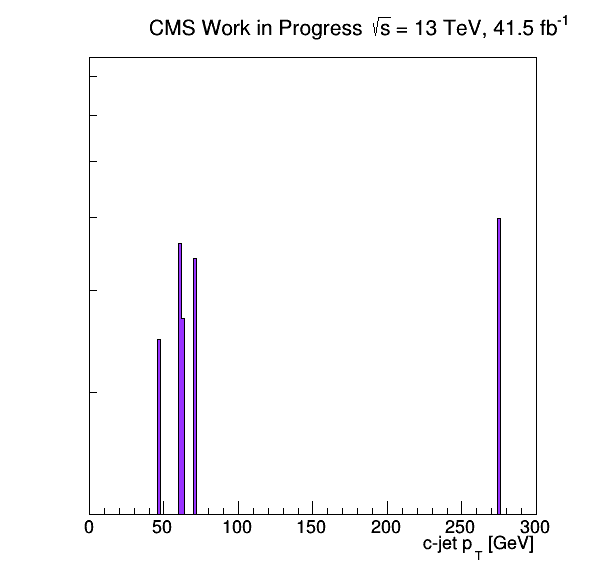 CMS Work in Progress √s = 13 TeV, 41.5 fb⁻¹
0 50 100 150 200 250 300
c-jet p_T [GeV]